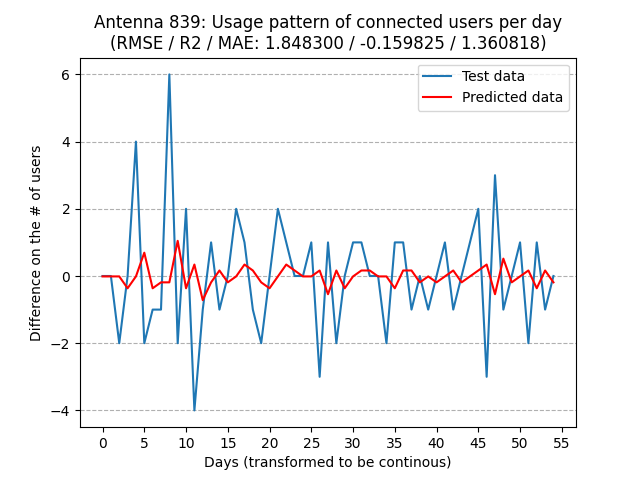 Antenna 839: Usage pattern of connected users per day
(RMSE / R2 / MAE: 1.848300 / -0.159825 / 1.360818)
Test data
Predicted data
Difference on the # of users
6
4
2
0
−2
−4
0 5 10 15 20 25 30 35 40 45 50 55
Days (transformed to be continous)